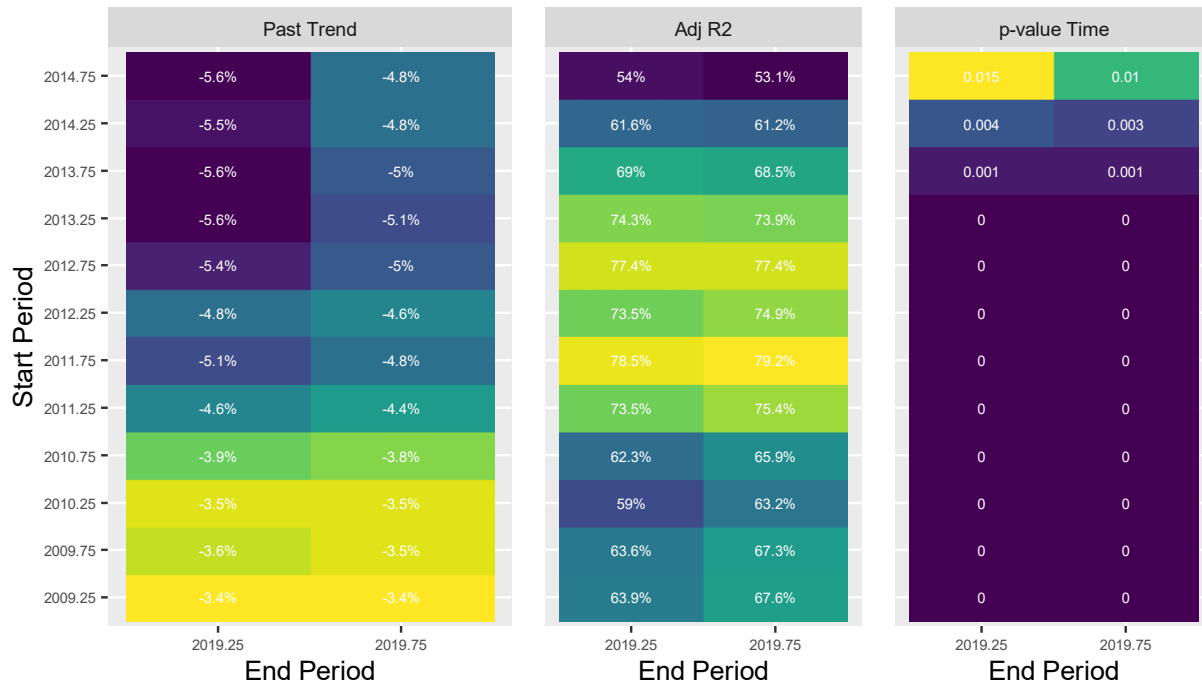 Past Trend Adj R2 p-value Time
2014.75 -5.6% -4.8% 54% 53.1% 0.015 0.01
2014.25 -5.5% -4.8% 61.6% 61.2% 0.004 0.003
2013.75 -5.6% -5% 69% 68.5% 0.001 0.001
2013.25 -5.6% -5.1% 74.3% 73.9% 0 0
2012.75 -5.4% -5% 77.4% 77.4% 0 0
2012.25 -4.8% -4.6% 73.5% 74.9% 0 0
2011.75 -5.1% -4.8% 78.5% 79.2% 0 0
2011.25 -4.6% -4.4% 73.5% 75.4% 0 0
2010.75 -3.9% -3.8% 62.3% 65.9% 0 0
2010.25 -3.5% -3.5% 59% 63.2% 0 0
2009.75 -3.6% -3.5% 63.6% 67.3% 0 0
2009.25 -3.4% -3.4% 63.9% 67.6% 0 0
Start Period
2019.25 2019.75 2019.25 2019.75 2019.25 2019.75
End Period End Period End Period